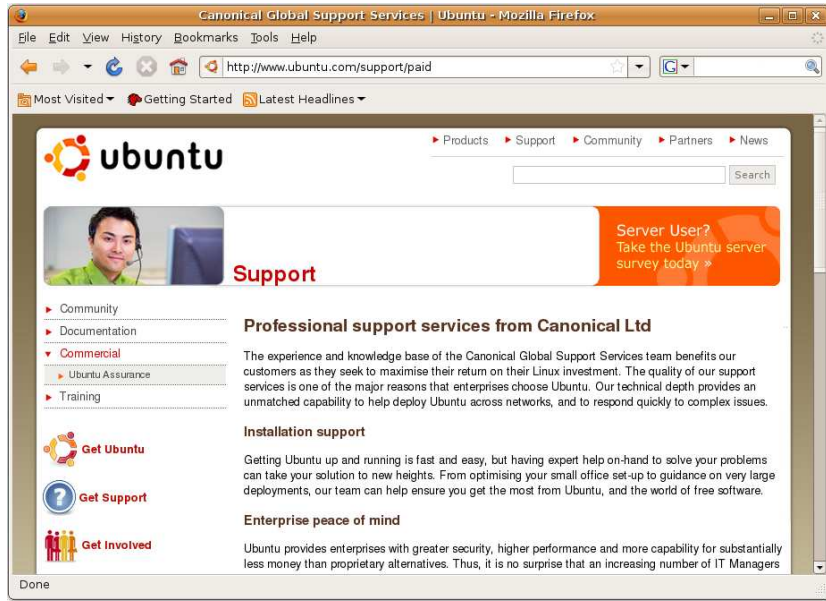 Canonical Global Support Services | Ubuntu - Mozilla Firefox
File Edit View History Bookmarks Tools Help
http://www.ubuntu.com/support/paid
G
Most Visited Getting Started Latest Headlines
ubuntu
Products Support Community Partners News
Search
Support
Server User?
Take the Ubuntu server
survey today »
Community
Documentation
Commercial
Ubuntu Assurance
Training
Get Ubuntu
?
Get Support
Get Involved
Professional support services from Canonical Ltd
The experience and knowledge base of the Canonical Global Support Services team benefits our
customers as they seek to maximise their return on their Linux investment. The quality of our support
services is one of the major reasons that enterprises choose Ubuntu. Our technical depth provides an
unmatched capability to help deploy Ubuntu across networks, and to respond quickly to complex issues.
Installation support
Getting Ubuntu up and running is fast and easy, but having expert help on-hand to solve your problems
can take your solution to new heights. From optimising your small office set-up to guidance on very large
deployments, our team can help ensure you get the most from Ubuntu, and the world of free software.
Enterprise peace of mind
Ubuntu provides enterprises with greater security, higher performance and more capability for substantially
less money than proprietary alternatives. Thus, it is no surprise that an increasing number of IT Managers
Done